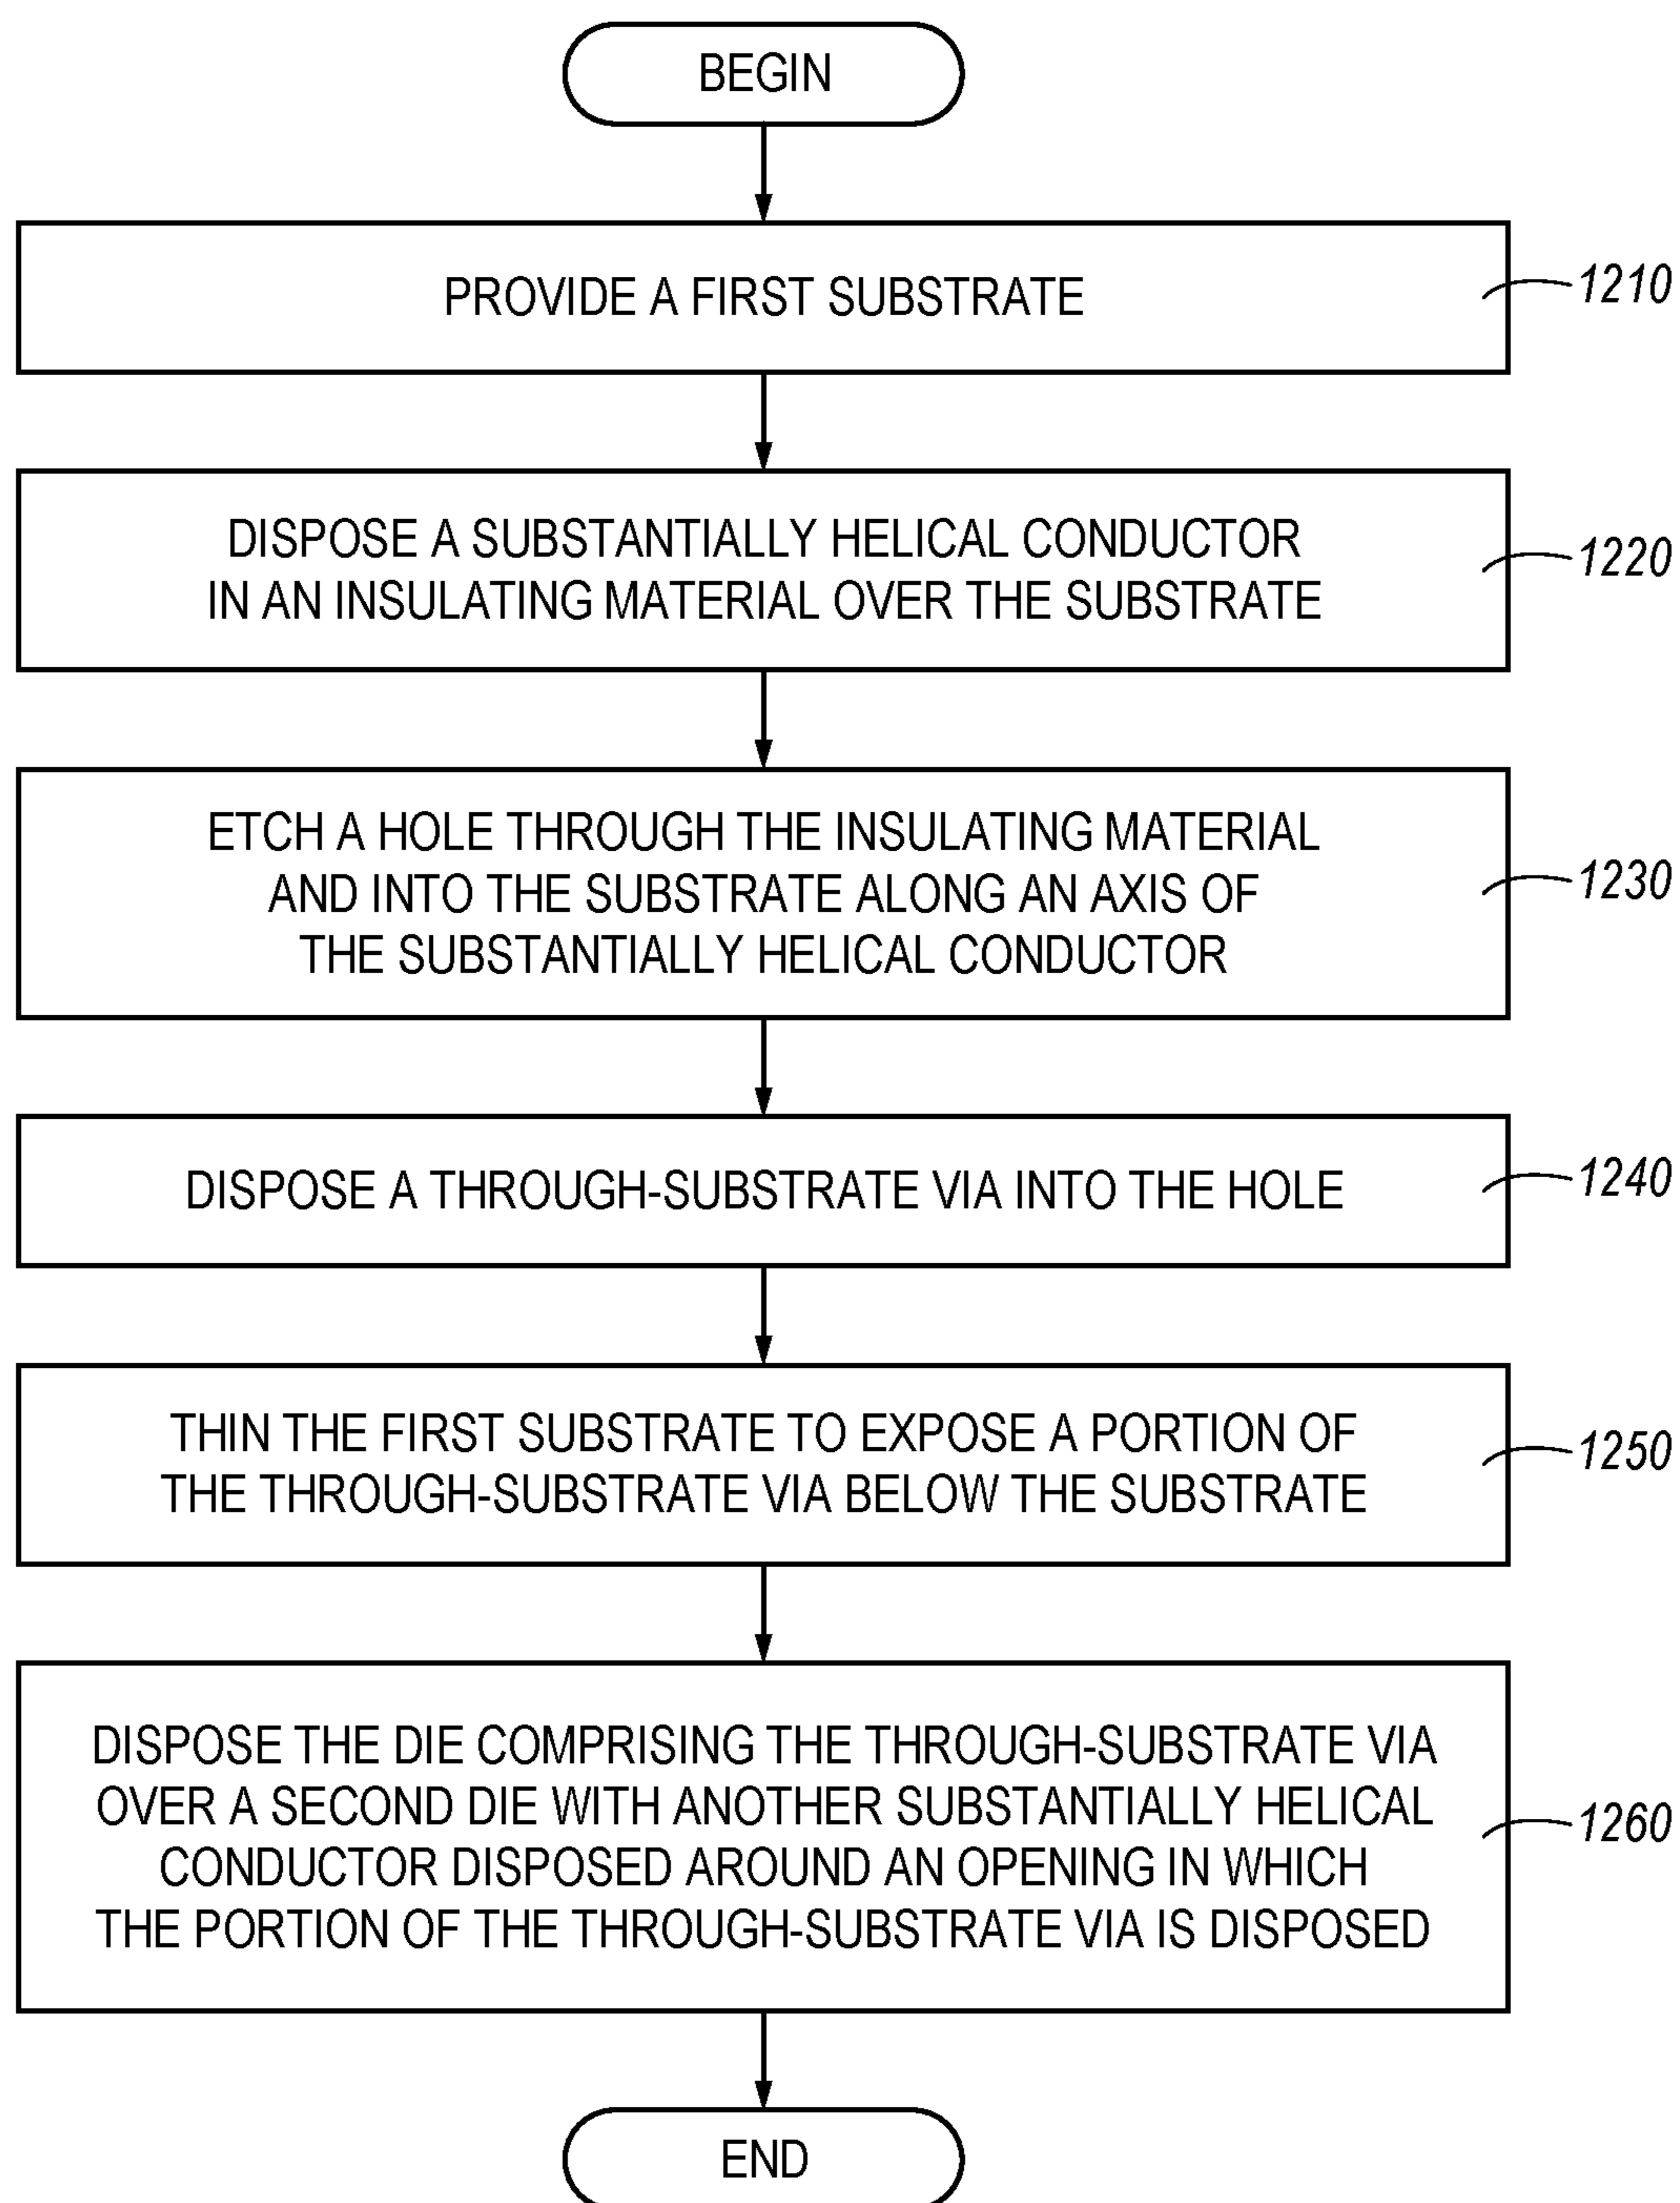 BEGIN
PROVIDE A FIRST SUBSTRATE
1210
DISPOSE A SUBSTANTIALLY HELICAL CONDUCTOR
IN AN INSULATING MATERIAL OVER THE SUBSTRATE
1220
ETCH A HOLE THROUGH THE INSULATING MATERIAL
AND INTO THE SUBSTRATE ALONG AN AXIS OF
THE SUBSTANTIALLY HELICAL CONDUCTOR
1230
DISPOSE A THROUGH-SUBSTRATE VIA INTO THE HOLE
1240
THIN THE FIRST SUBSTRATE TO EXPOSE A PORTION OF
THE THROUGH-SUBSTRATE VIA BELOW THE SUBSTRATE
1250
DISPOSE THE DIE COMPRISING THE THROUGH-SUBSTRATE VIA
OVER A SECOND DIE WITH ANOTHER SUBSTANTIALLY HELICAL
CONDUCTOR DISPOSED AROUND AN OPENING IN WHICH
THE PORTION OF THE THROUGH-SUBSTRATE VIA IS DISPOSED
1260
END